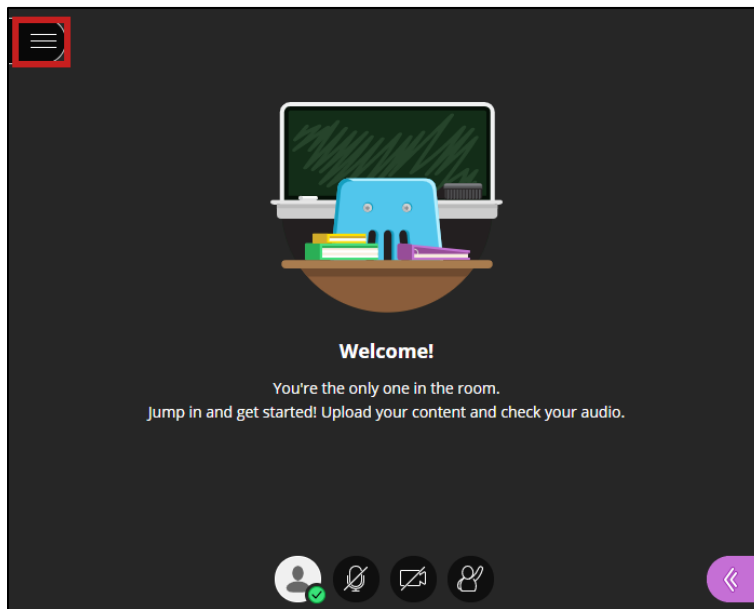 Welcome!
You're the only one in the room.
Jump in and get started! Upload your content and check your audio.